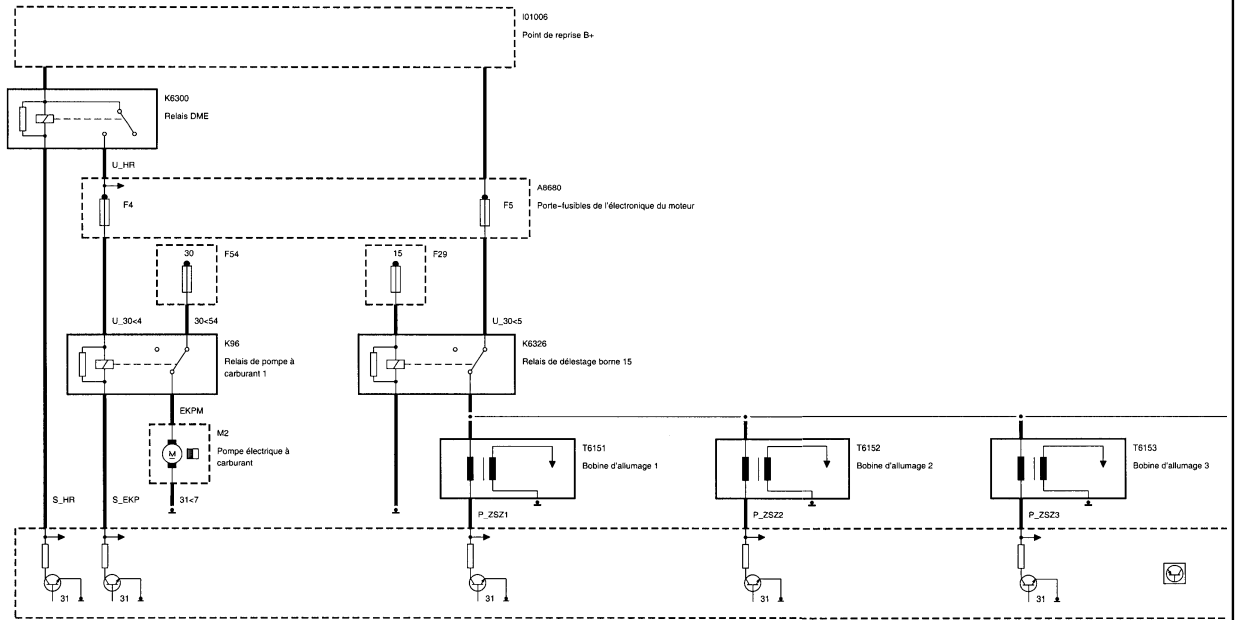 I01006
Point de reprise B+
K6300
Relais DME
U_HR
A8680
F4
F5
Porte-fusibles de l'électronique du moteur
30
F54
15
F29
U_30<4
30<54
U_30<5
K96
Relais de pompe à
carburant 1
K6326
Relais de délestage borne 15
EKPM
M2
Pompe électrique à
carburant
M
T6151
Bobine d'allumage 1
T6152
Bobine d'allumage 2
T6153
Bobine d'allumage 3
S_HR
S_EKP
31<7
P_ZSZ1
P_ZSZ2
P_ZSZ3
31
31
31
31
31